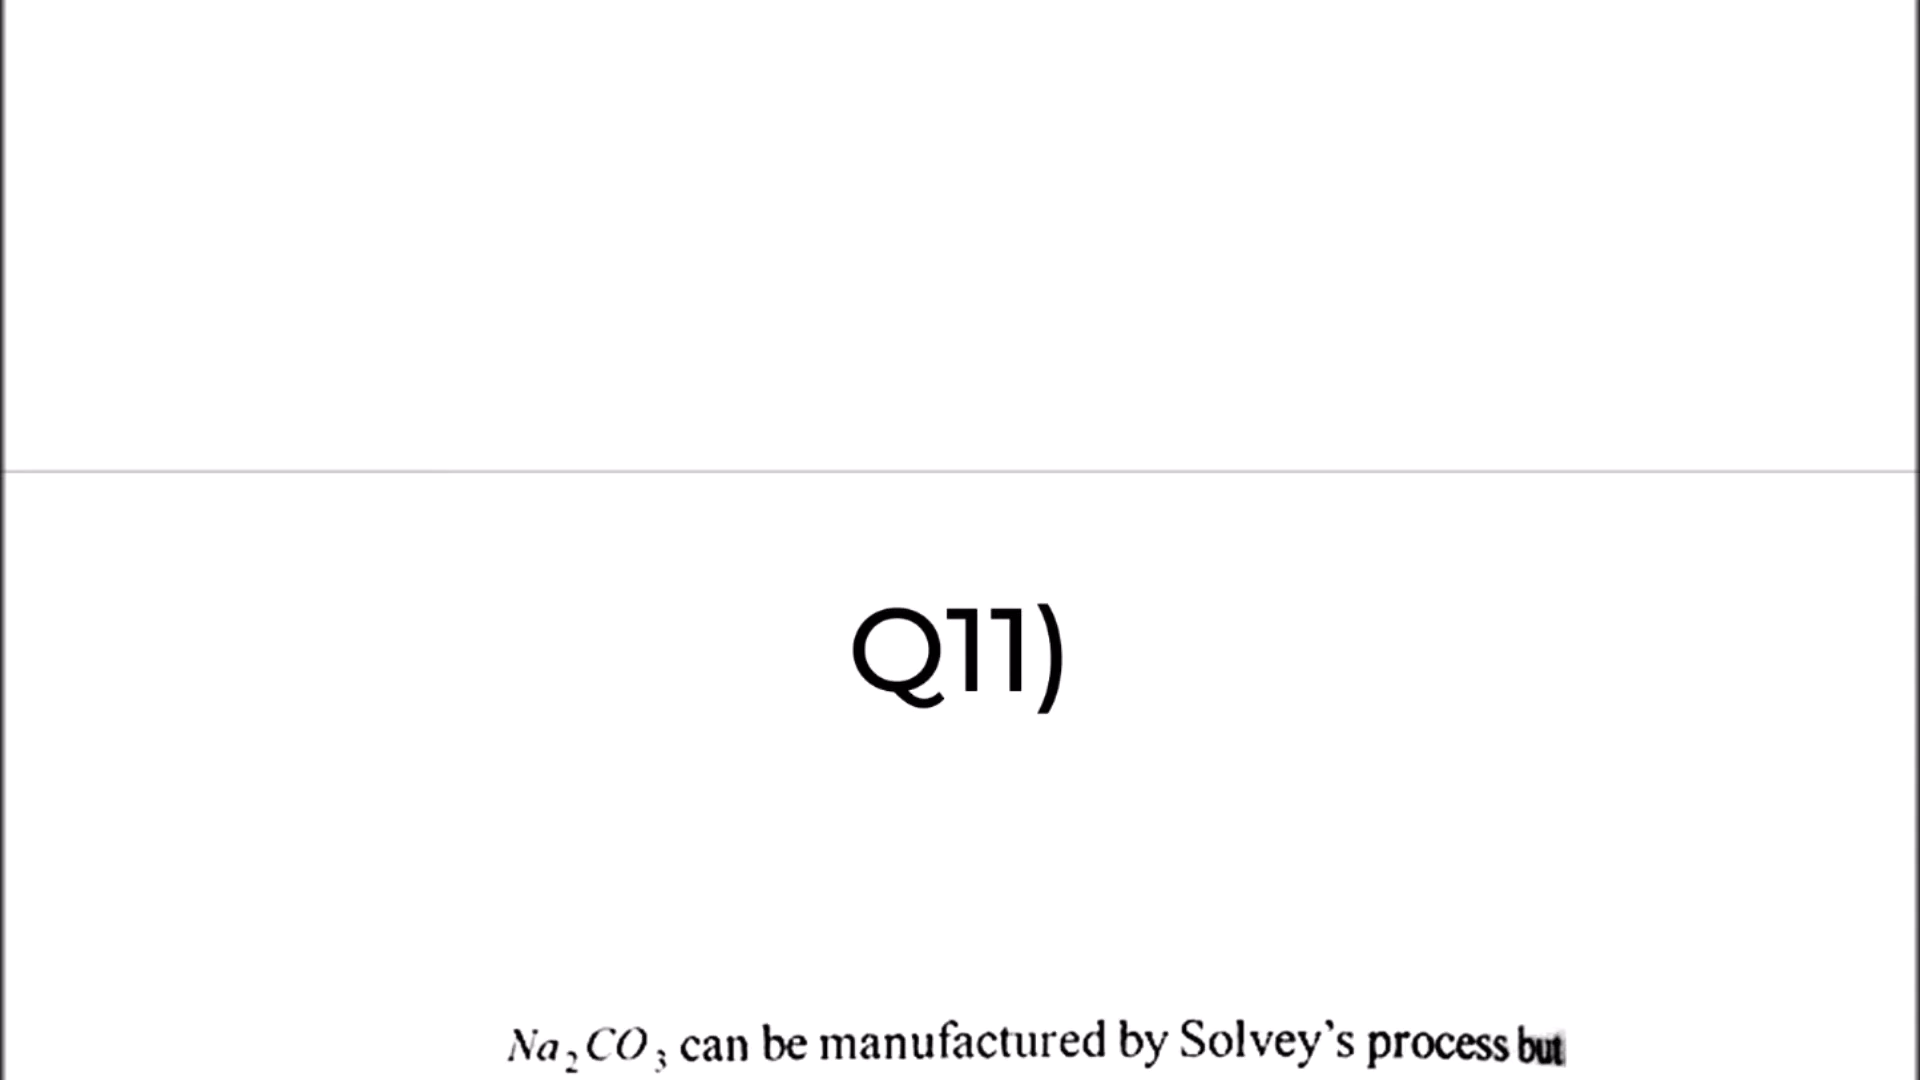 Q11)
Na₂CO₃ can be manufactured by Solvey's process but